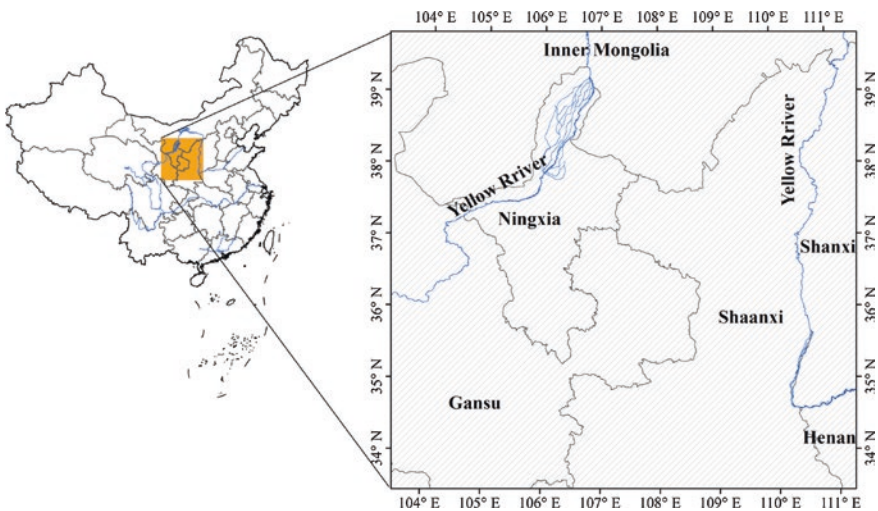 104° E 105° E 106° E 107° E 108° E 109° E 110° E 111° E
Inner Mongolia
39° N
39° N
38° N
38° N
Yellow Rriver
Yellow Rriver
Ningxia
37° N
37° N
Shanxi
36° N
36° N
Shaanxi
35° N
35° N
Gansu
Henan
34° N
34° N
104° E 105° E 106° E 107° E 108° E 109° E 110° E 111° E